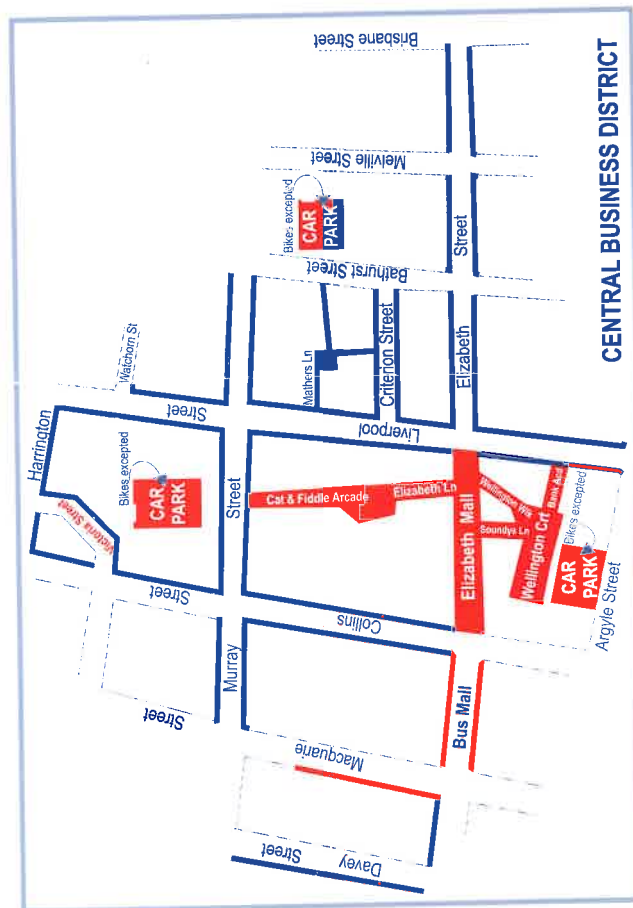 Brisbane Street
Melville Street
Bikes excepted
CAR
PARK
Bathurst Street
Street
CENTRAL BUSINESS DISTRICT
Watchorn St
Mathers Ln
Criterion Street
Elizabeth
Harrington
Street
Liverpool
Bikes excepted
CAR
PARK
Victoria Street
Street
Cat & Fiddle Arcade
Elizabeth Ln
Elizabeth Mall
Wellington Wlk
Soundys Ln
Bank Arc
Wellington Crt
Bikes excepted
CAR
PARK
Argyle Street
Street
Collins
Murray
Bus Mall
Street
Macquarie
Street
Davey